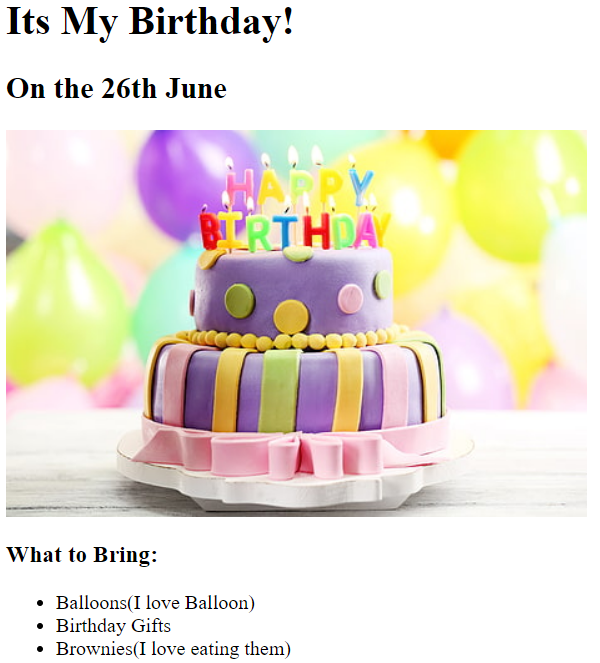 Its My Birthday!
On the 26th June
HAPPY
BIRTHDAY
What to Bring:
Balloons(I love Balloon)
Birthday Gifts
Brownies(I love eating them)